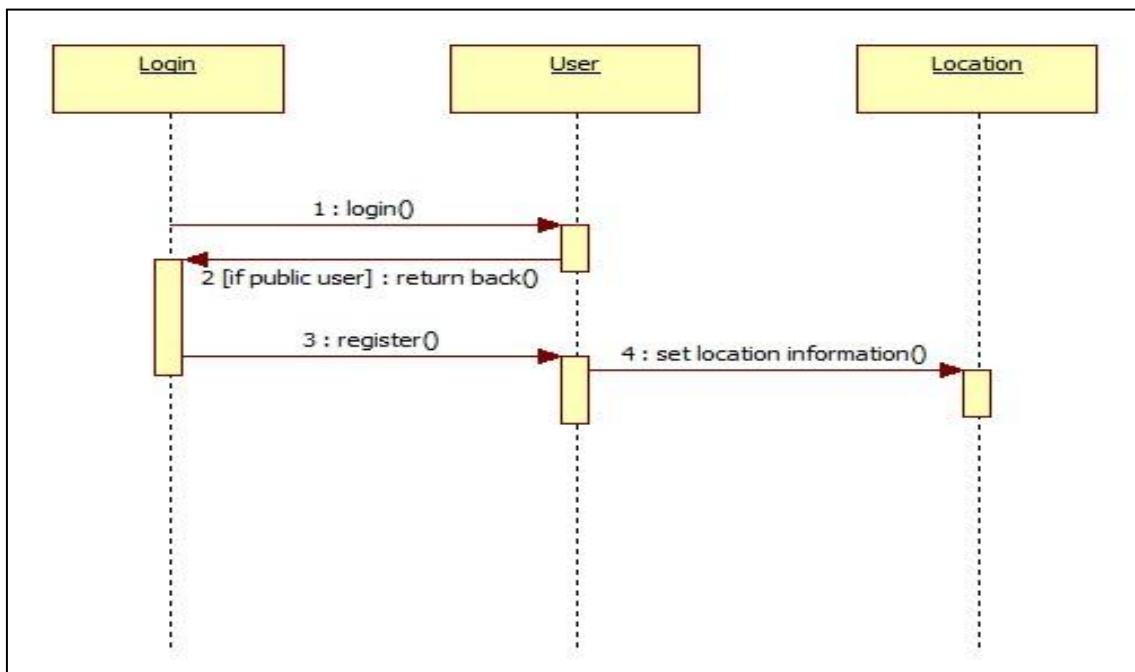 Login
User
Location
1 : login()
2 [if public user] : return back()
3 : register()
4 : set location information()